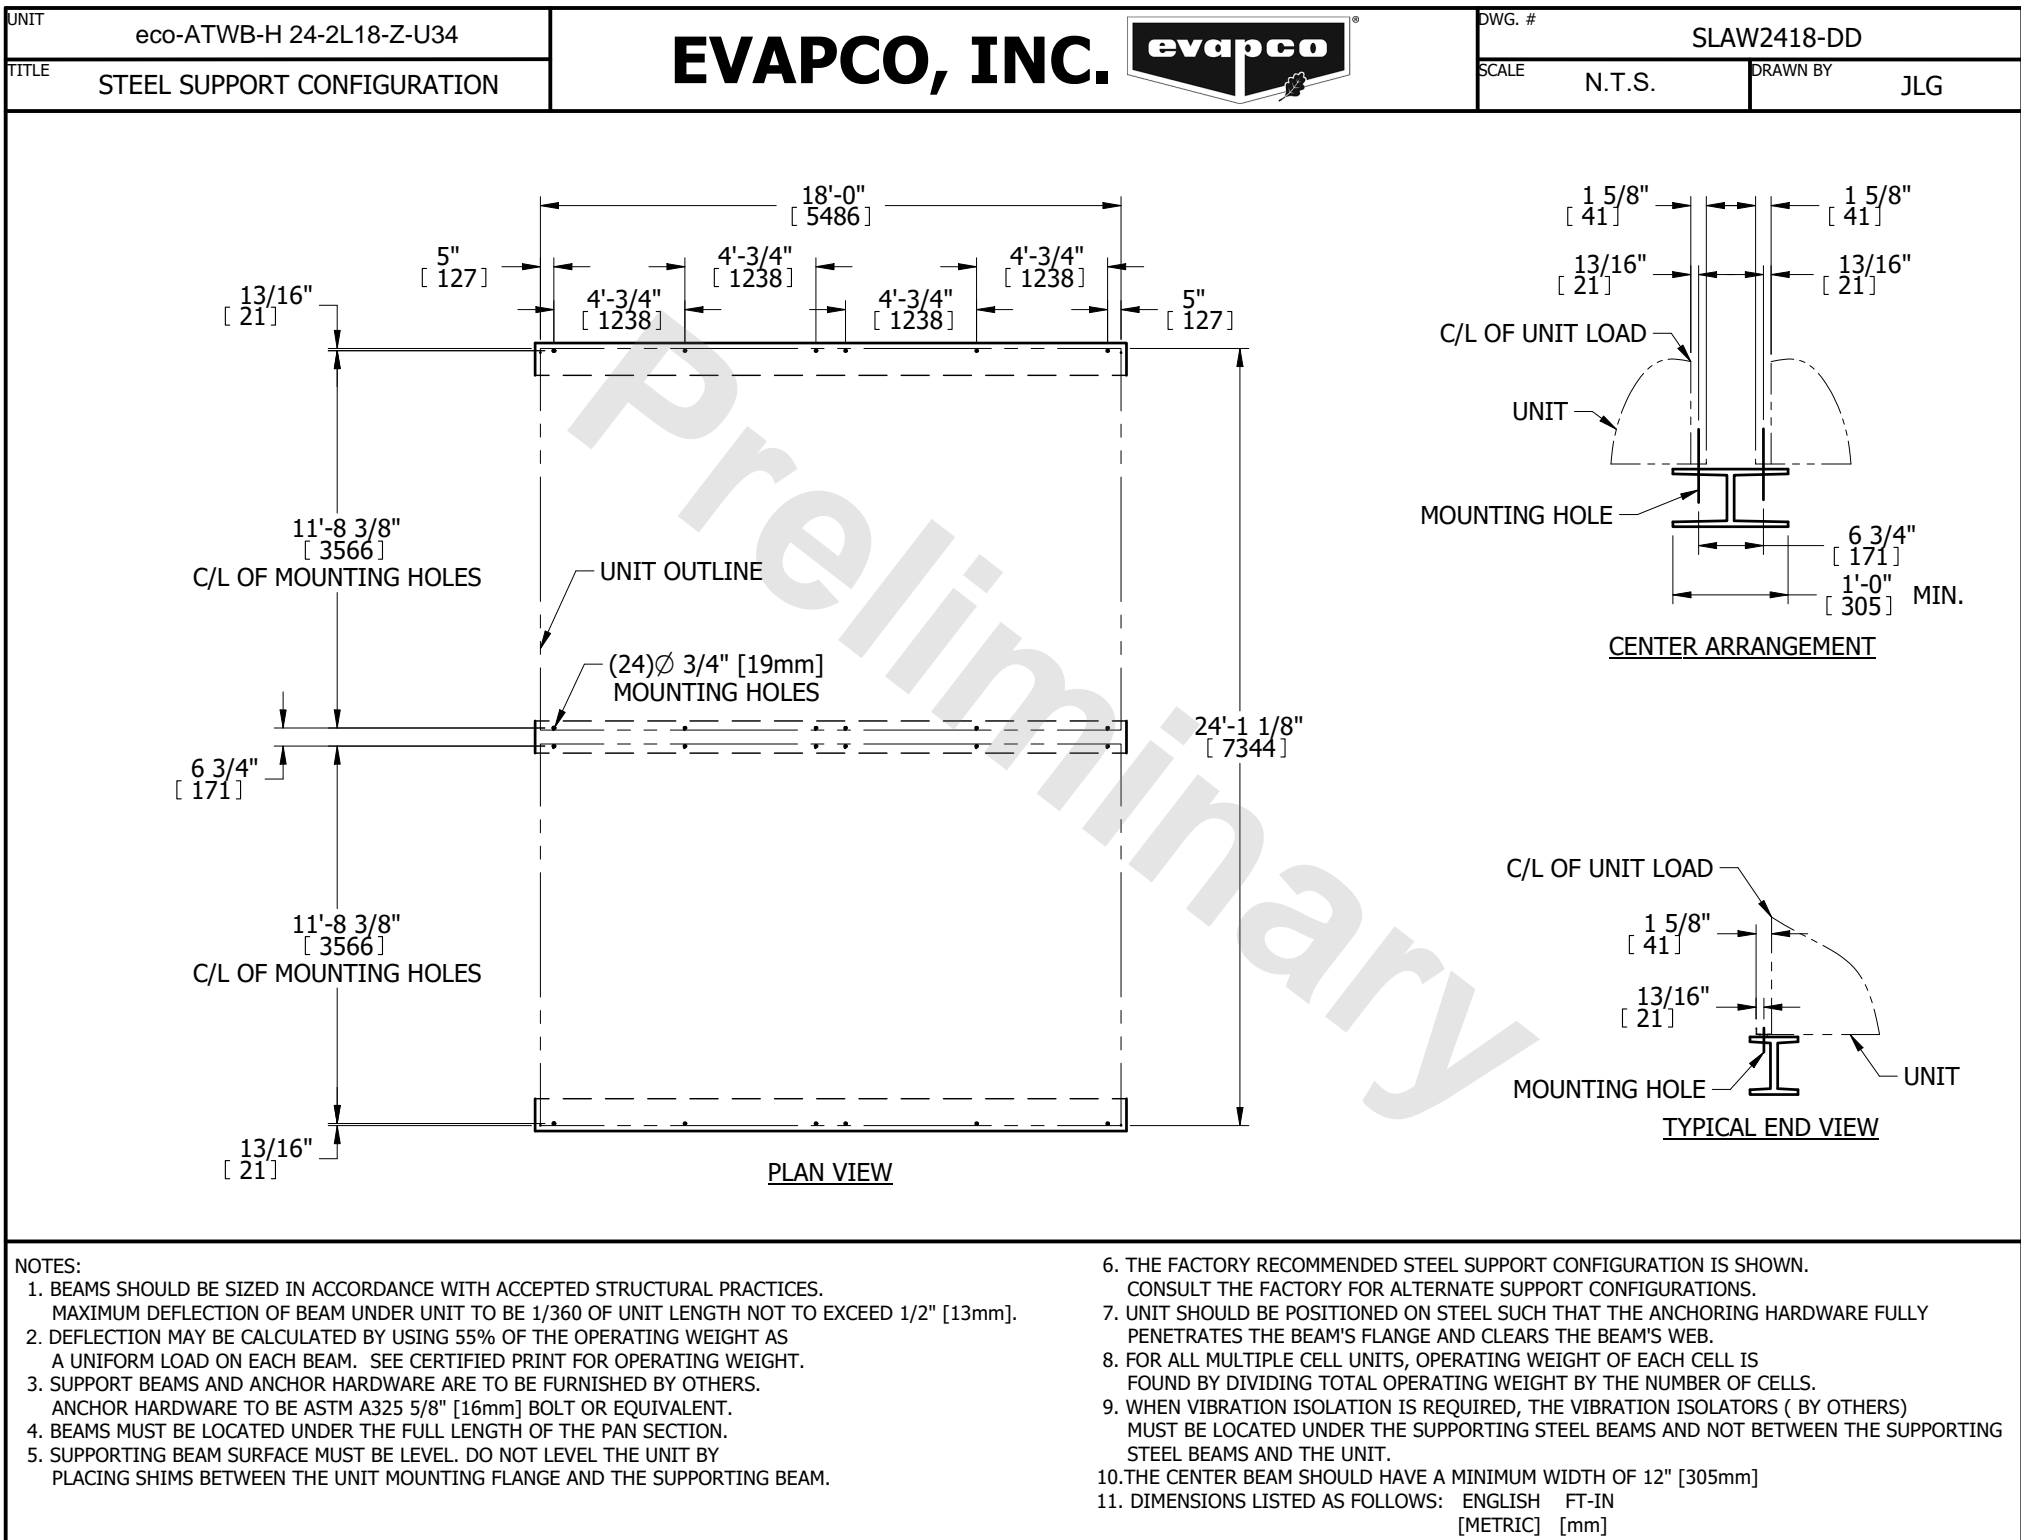 UNIT
eco-ATWB-H 24-2L18-Z-U34
TITLE
STEEL SUPPORT CONFIGURATION
EVAPCO, INC.
evapco
®
DWG. #
SLAW2418-DD
SCALE
N.T.S.
DRAWN BY
JLG
18'-0"
[ 5486 ]
5"
[ 127 ]
4'-3/4"
[ 1238 ]
4'-3/4"
[ 1238 ]
13/16"
[ 21 ]
4'-3/4"
[ 1238 ]
4'-3/4"
[ 1238 ]
5"
[ 127 ]
11'-8 3/8"
[ 3566 ]
C/L OF MOUNTING HOLES
UNIT OUTLINE
(24)Ø 3/4" [19mm]
MOUNTING HOLES
6 3/4"
[ 171 ]
24'-1 1/8"
[ 7344 ]
11'-8 3/8"
[ 3566 ]
C/L OF MOUNTING HOLES
13/16"
[ 21 ]
PLAN VIEW
Preliminary
1 5/8"
[ 41 ]
1 5/8"
[ 41 ]
13/16"
[ 21 ]
13/16"
[ 21 ]
C/L OF UNIT LOAD
UNIT
MOUNTING HOLE
6 3/4"
[ 171 ]
1'-0"
[ 305 ]
MIN.
CENTER ARRANGEMENT
C/L OF UNIT LOAD
1 5/8"
[ 41 ]
13/16"
[ 21 ]
MOUNTING HOLE
UNIT
TYPICAL END VIEW
NOTES:
1. BEAMS SHOULD BE SIZED IN ACCORDANCE WITH ACCEPTED STRUCTURAL PRACTICES.
MAXIMUM DEFLECTION OF BEAM UNDER UNIT TO BE 1/360 OF UNIT LENGTH NOT TO EXCEED 1/2" [13mm].
2. DEFLECTION MAY BE CALCULATED BY USING 55% OF THE OPERATING WEIGHT AS
A UNIFORM LOAD ON EACH BEAM. SEE CERTIFIED PRINT FOR OPERATING WEIGHT.
3. SUPPORT BEAMS AND ANCHOR HARDWARE ARE TO BE FURNISHED BY OTHERS.
ANCHOR HARDWARE TO BE ASTM A325 5/8" [16mm] BOLT OR EQUIVALENT.
4. BEAMS MUST BE LOCATED UNDER THE FULL LENGTH OF THE PAN SECTION.
5. SUPPORTING BEAM SURFACE MUST BE LEVEL. DO NOT LEVEL THE UNIT BY
PLACING SHIMS BETWEEN THE UNIT MOUNTING FLANGE AND THE SUPPORTING BEAM.
6. THE FACTORY RECOMMENDED STEEL SUPPORT CONFIGURATION IS SHOWN.
CONSULT THE FACTORY FOR ALTERNATE SUPPORT CONFIGURATIONS.
7. UNIT SHOULD BE POSITIONED ON STEEL SUCH THAT THE ANCHORING HARDWARE FULLY
PENETRATES THE BEAM'S FLANGE AND CLEARS THE BEAM'S WEB.
8. FOR ALL MULTIPLE CELL UNITS, OPERATING WEIGHT OF EACH CELL IS
FOUND BY DIVIDING TOTAL OPERATING WEIGHT BY THE NUMBER OF CELLS.
9. WHEN VIBRATION ISOLATION IS REQUIRED, THE VIBRATION ISOLATORS ( BY OTHERS)
MUST BE LOCATED UNDER THE SUPPORTING STEEL BEAMS AND NOT BETWEEN THE SUPPORTING
STEEL BEAMS AND THE UNIT.
10.THE CENTER BEAM SHOULD HAVE A MINIMUM WIDTH OF 12" [305mm]
11. DIMENSIONS LISTED AS FOLLOWS: ENGLISH FT-IN
[METRIC] [mm]